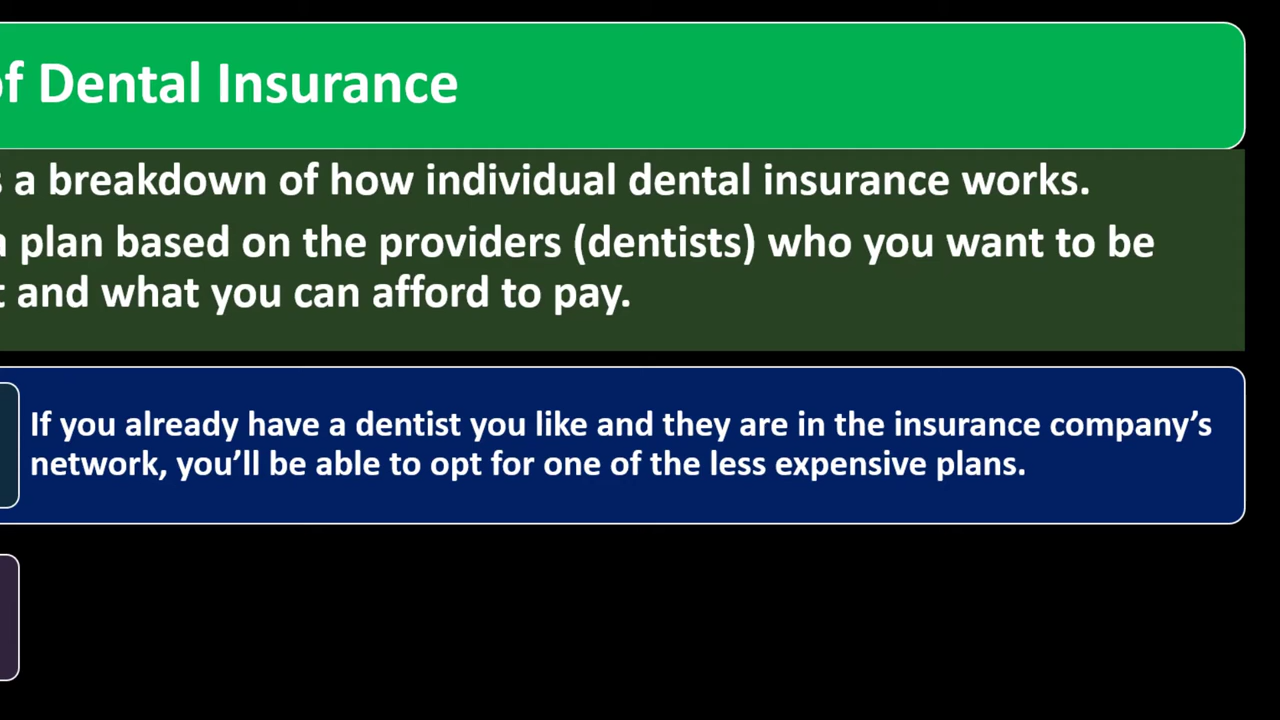 of Dental Insurance
a breakdown of how individual dental insurance works.
plan based on the providers (dentists) who you want to be
and what you can afford to pay.
If you already have a dentist you like and they are in the insurance company’s
network, you’ll be able to opt for one of the less expensive plans.